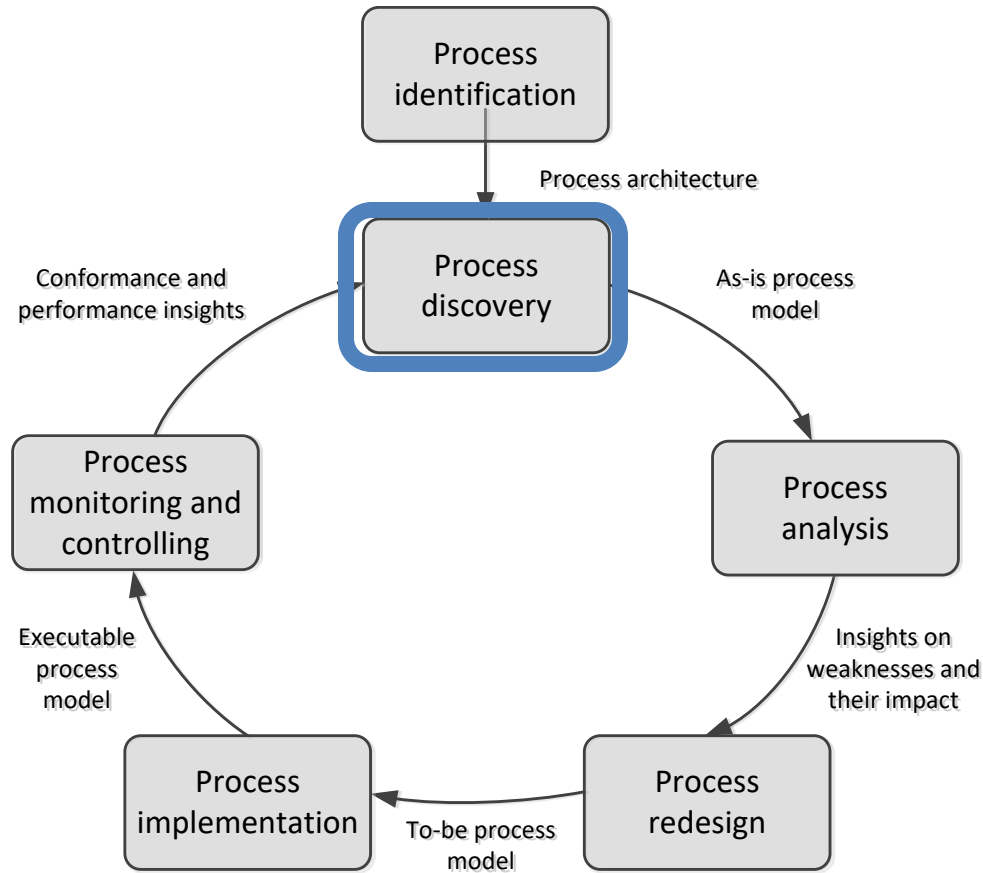 Process
identification
Process architecture
Process
discovery
Conformance and
performance insights
As-is process
model
Process
monitoring and
controlling
Process
analysis
Executable
process
model
Insights on
weaknesses and
their impact
Process
implementation
Process
redesign
To-be process
model